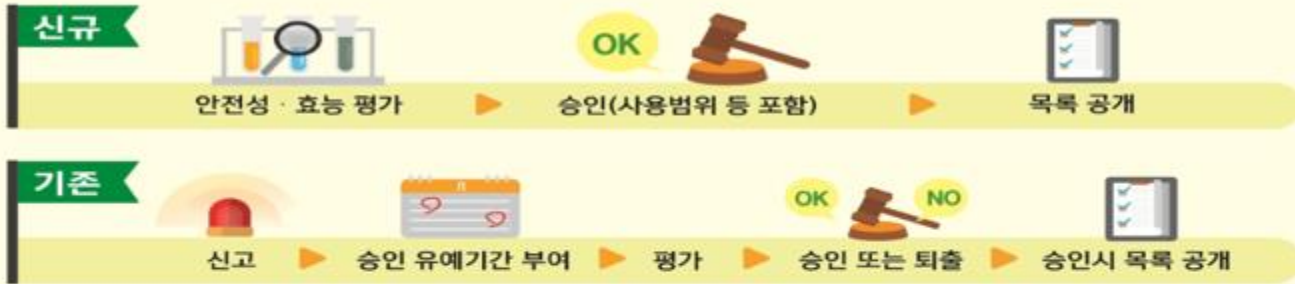 신규
OK
안전성 · 효능 평가 승인(사용범위 등 포함) 목록 공개
기존
OK NO
신고 승인 유예기간 부여 평가 승인 또는 퇴출 승인시 목록 공개